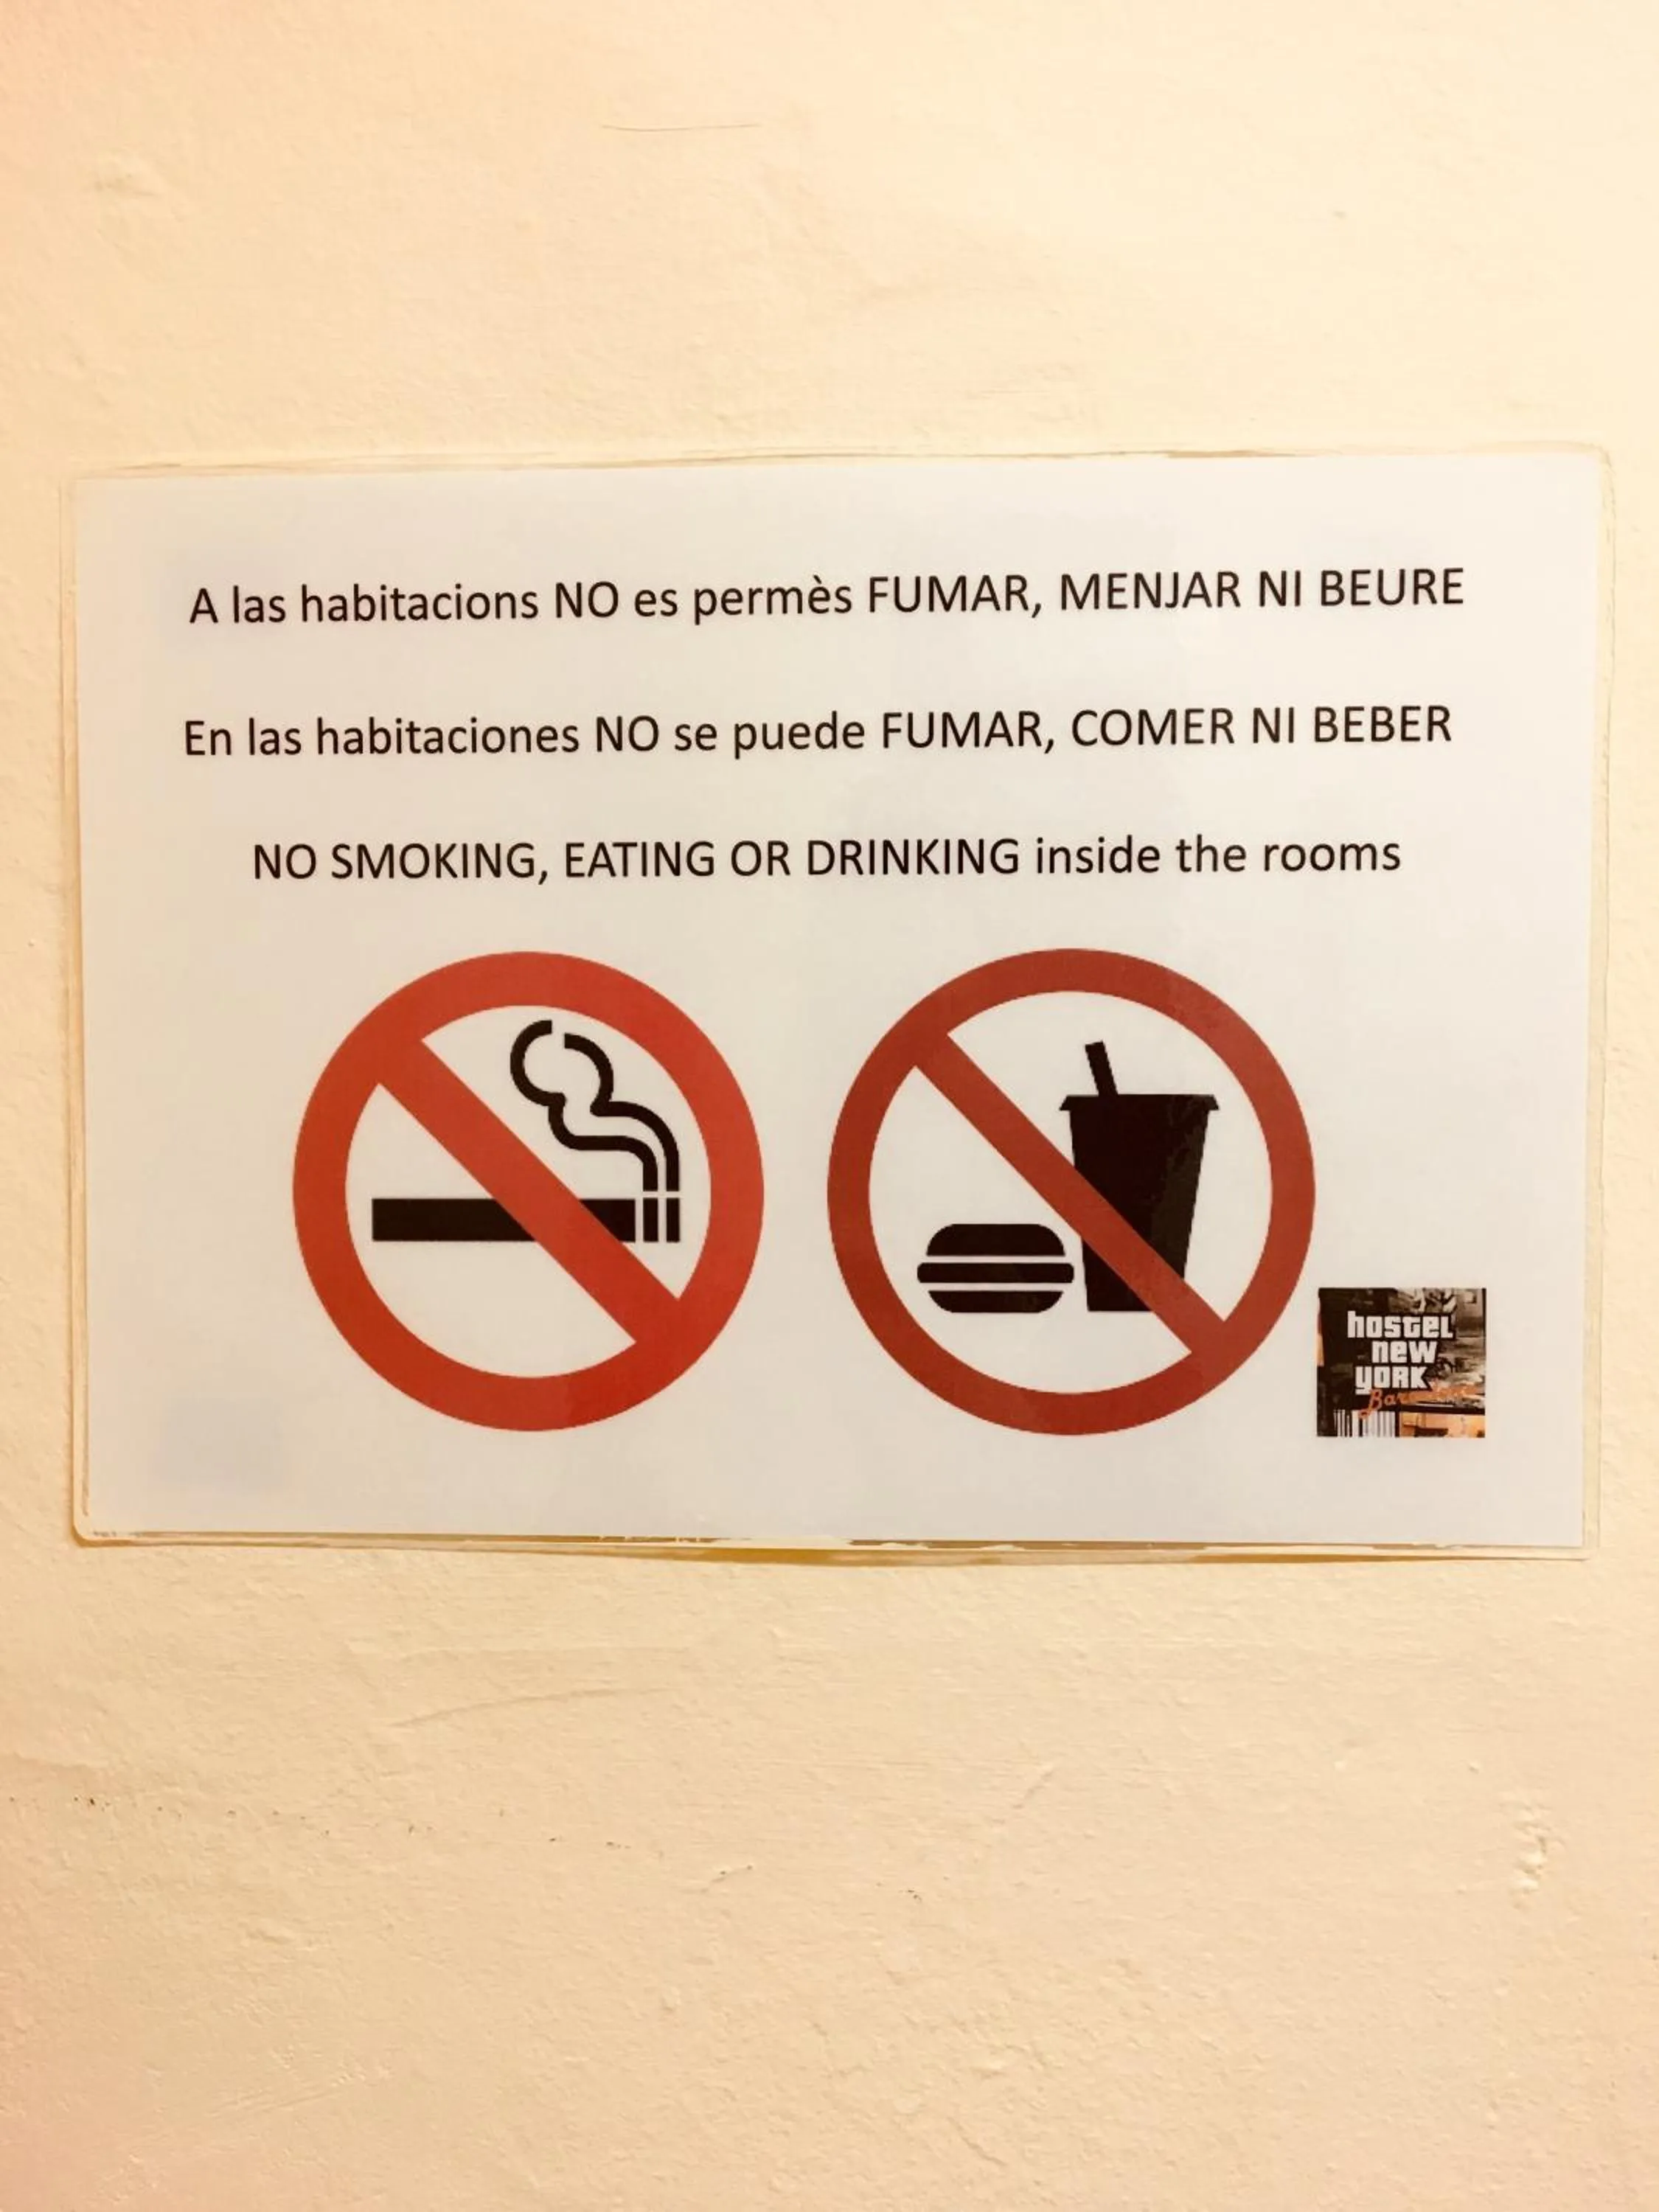 A las habitacions NO es permès FUMAR, MENJAR NI BEURE
En las habitaciones NO se puede FUMAR, COMER NI BEBER
NO SMOKING, EATING OR DRINKING inside the rooms
hostel
new
york